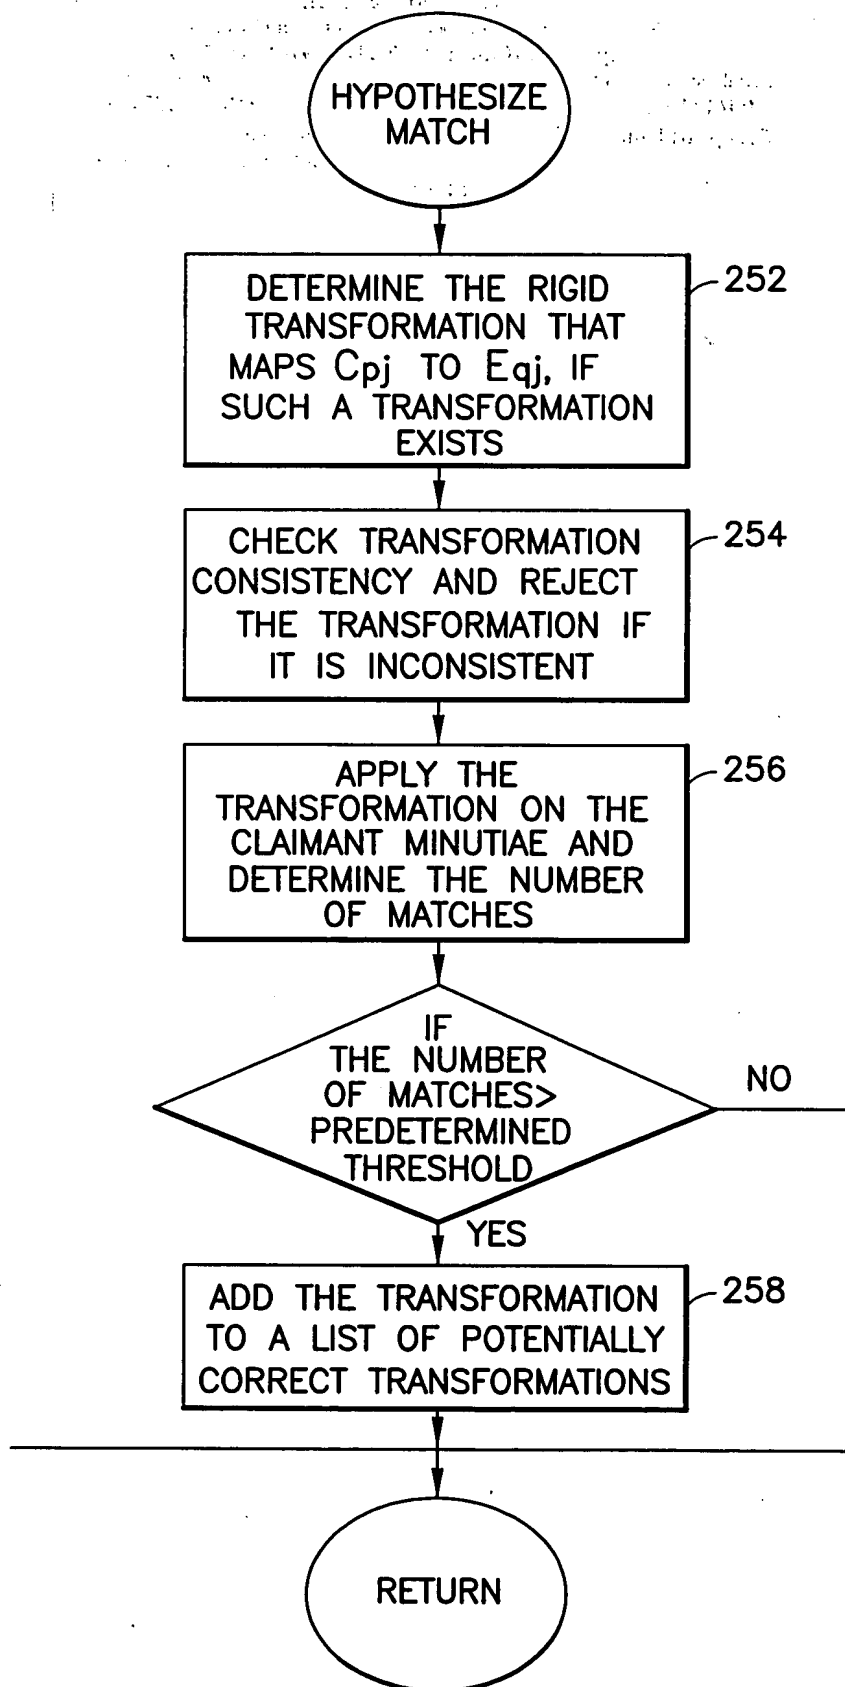 HYPOTHESIZE
MATCH
DETERMINE THE RIGID
TRANSFORMATION THAT
MAPS Cpj TO Eqj, IF
SUCH A TRANSFORMATION
EXISTS
252
CHECK TRANSFORMATION
CONSISTENCY AND REJECT
THE TRANSFORMATION IF
IT IS INCONSISTENT
254
APPLY THE
TRANSFORMATION ON THE
CLAIMANT MINUTIAE AND
DETERMINE THE NUMBER
OF MATCHES
256
IF
THE NUMBER
OF MATCHES>
PREDETERMINED
THRESHOLD
NO
YES
ADD THE TRANSFORMATION
TO A LIST OF POTENTIALLY
CORRECT TRANSFORMATIONS
258
RETURN